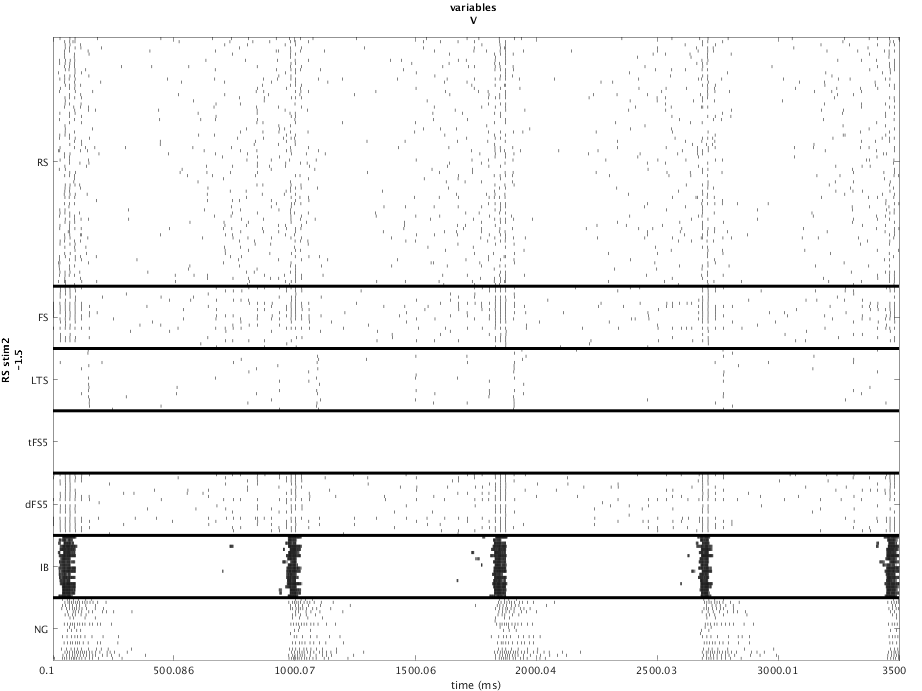 variables
V
RS
FS
LTS
tFS5
dFS5
IB
NG
RS stim2
-1.5
0.1
500.086
1000.07
1500.06
2000.04
2500.03
3000.01
3500
time (ms)